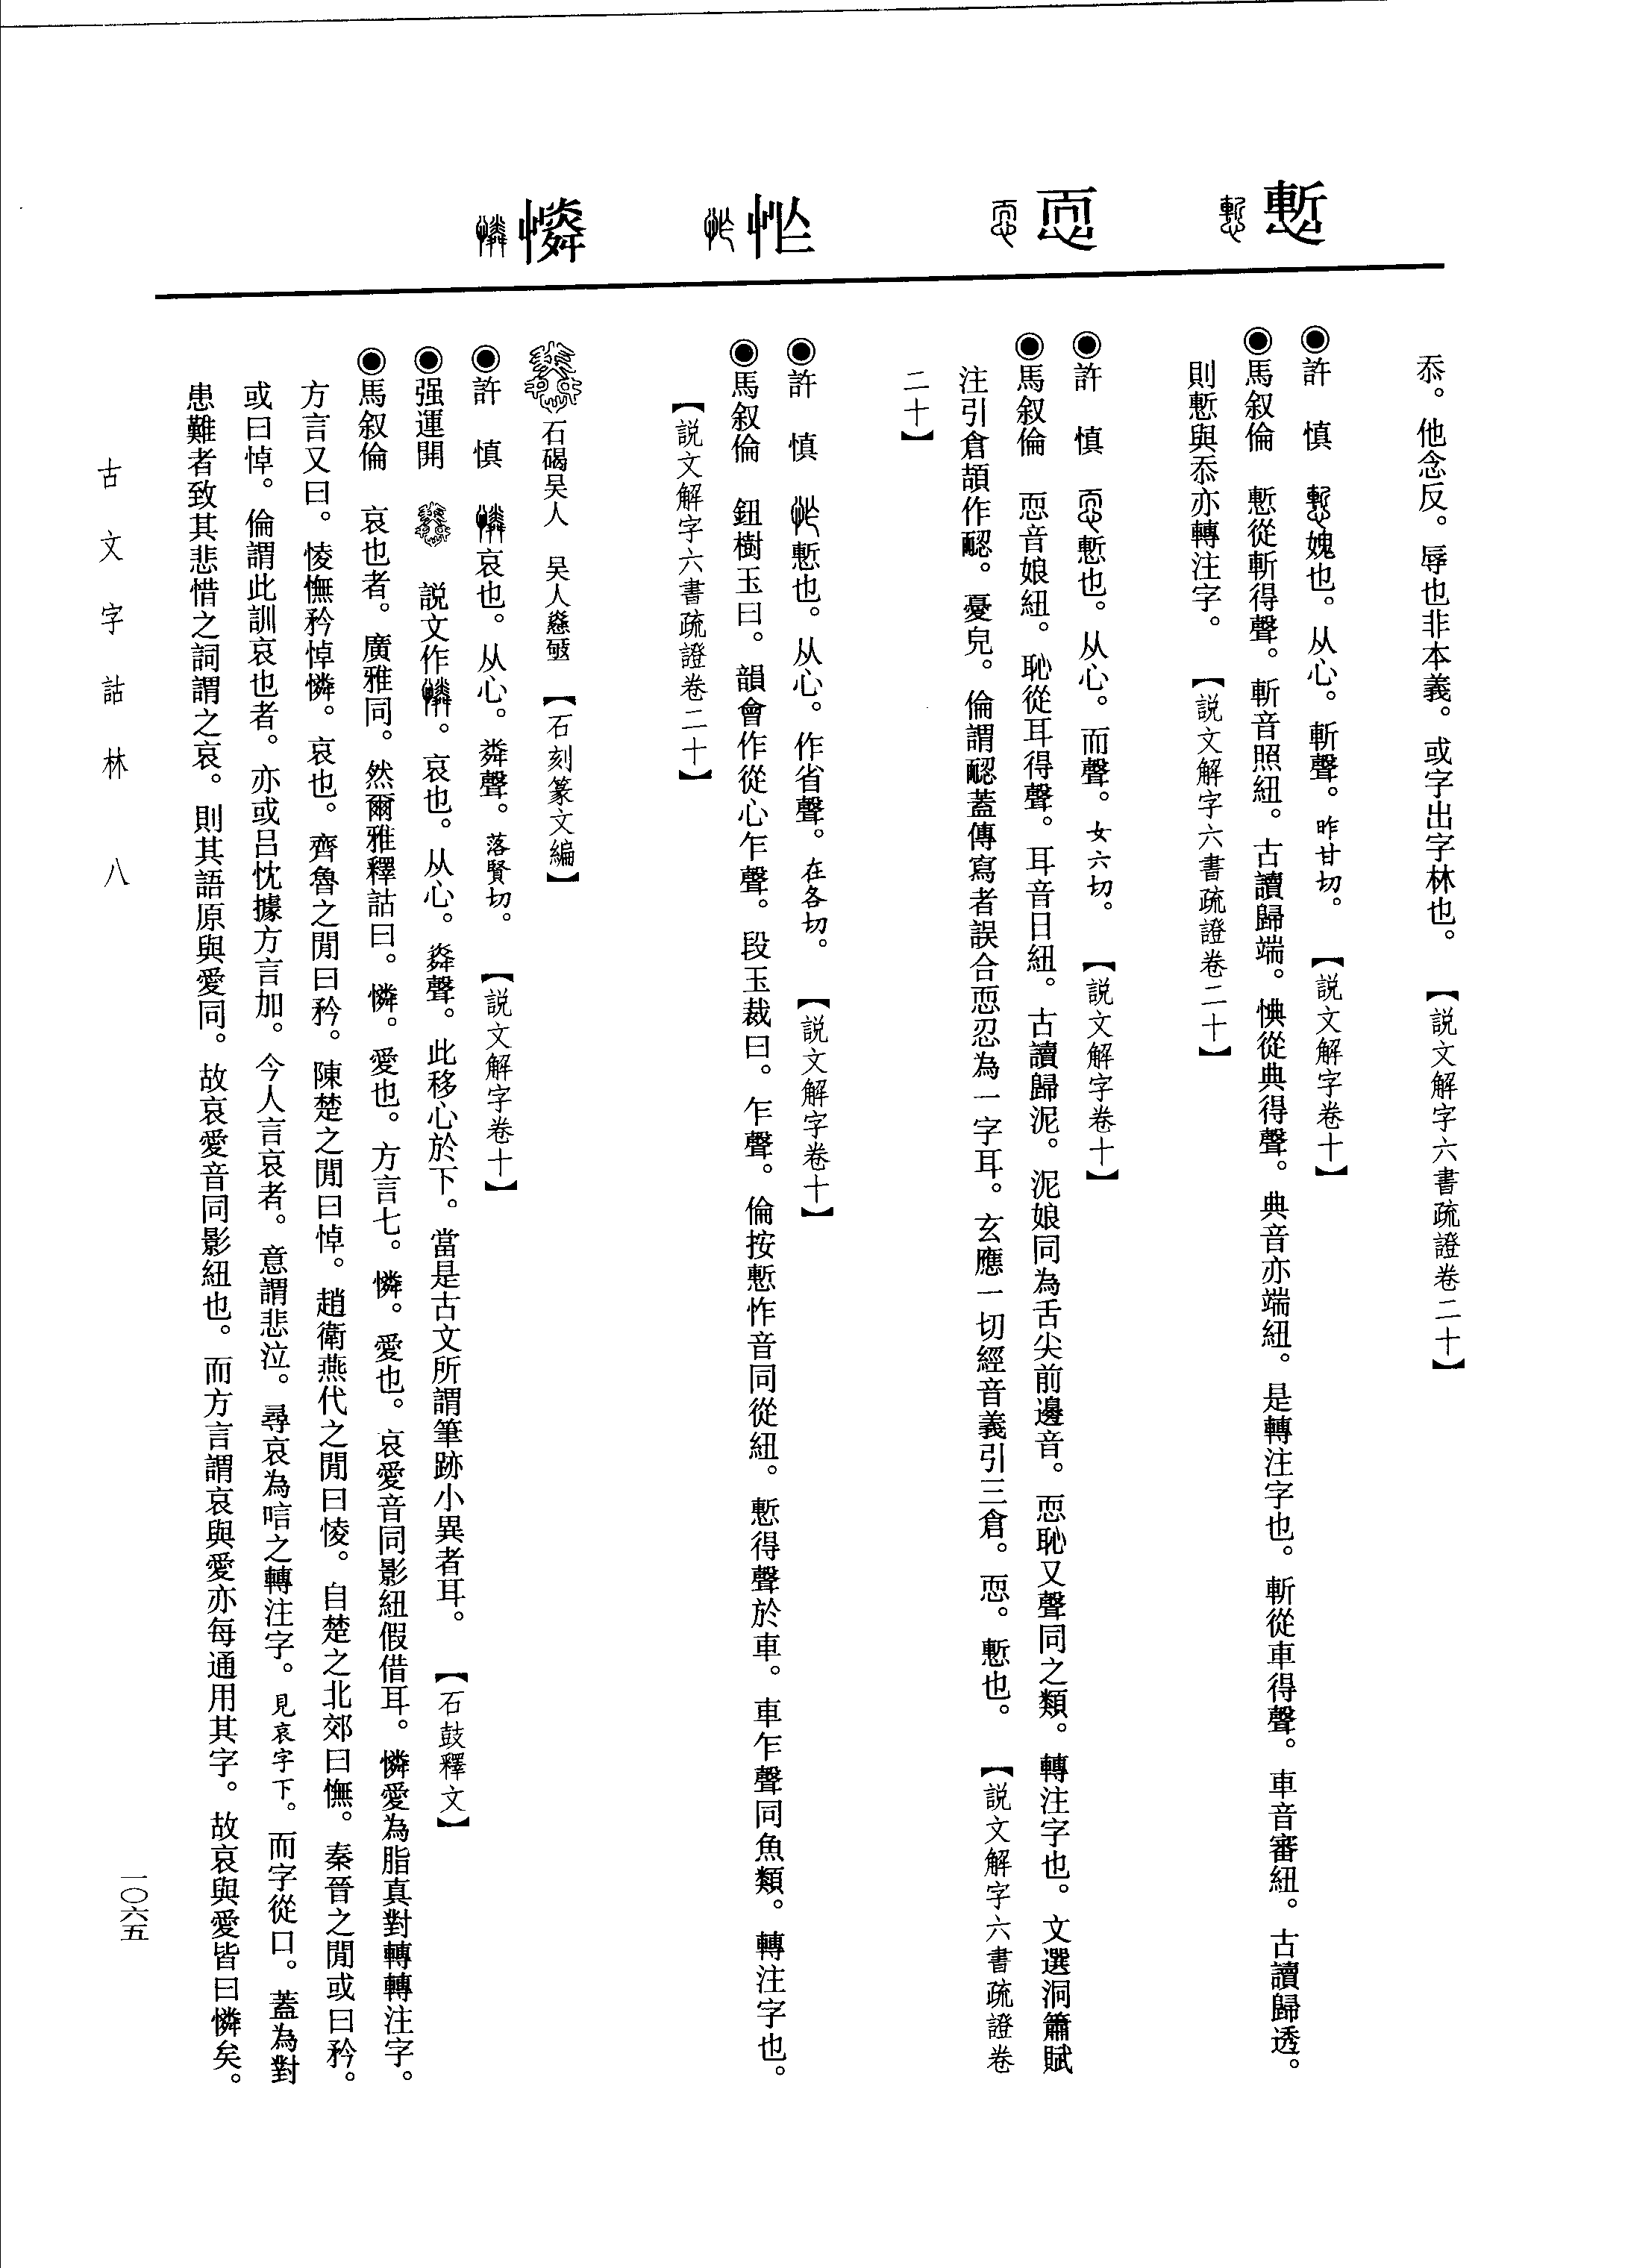 慙 恧 𢘓 憐
忝。他念反。辱也非本義。或字出字林也。 【説文解字六書疏證卷二十】
◉許 慎 媿也。从心。斬聲。昨甘切。 【説文解字卷十】
◉馬叙倫 慙從斬得聲。斬音照紐。古讀歸端。㥏從典得聲。典音亦端紐。是轉注字也。斬從車得聲。車音審紐。古讀歸透。
則慙與忝亦轉注字。 【説文解字六書疏證卷二十】
◉許 慎 慙也。从心。而聲。女六切。 【説文解字卷十】
◉馬叙倫 恧音娘紐。恥從耳得聲。耳音日紐。古讀歸泥。泥娘同為舌尖前邊音。恧恥又聲同之類。轉注字也。文選洞簫賦
注引倉頡作。憂皃。倫謂蓋傳寫者誤合恧忍為一字耳。玄應一切經音義引三倉。恧。慙也。 【説文解字六書疏證卷
二十】
◉許 慎 慙也。从心。作省聲。在各切。 【説文解字卷十】
◉馬叙倫 鈕樹玉曰。韻會作從心乍聲。段玉裁曰。乍聲。倫按慙怍音同從紐。慙得聲於車。車乍聲同魚類。轉注字也。
【説文解字六書疏證卷二十】
石碣吴人 吴人 【石刻篆文編】
◉許 慎 哀也。从心。粦聲。落賢切。 【説文解字卷十】
◉强運開 説文作。哀也。从心。粦聲。此移心於下。當是古文所謂筆跡小異者耳。 【石鼓釋文】
◉馬叙倫 哀也者。廣雅同。然爾雅釋詁曰。憐。愛也。方言七。憐。愛也。哀愛音同影紐假借耳。憐愛為脂真對轉轉注字。
方言又曰。㥄憮矜悼憐。哀也。齊魯之閒曰矜。陳楚之閒曰悼。趙衛燕代之閒曰㥄。自楚之北郊曰憮。秦晉之閒或曰矜。
或曰悼。倫謂此訓哀也者。亦或吕忱據方言加。今人言哀者。意謂悲泣。尋哀為唁之轉注字。見哀字下。而字從口。蓋為對
患難者致其悲惜之詞謂之哀。則其語原與愛同。故哀愛音同影紐也。而方言謂哀與愛亦每通用其字。故哀與愛皆曰憐矣。
古文字詁林 八
一〇六五